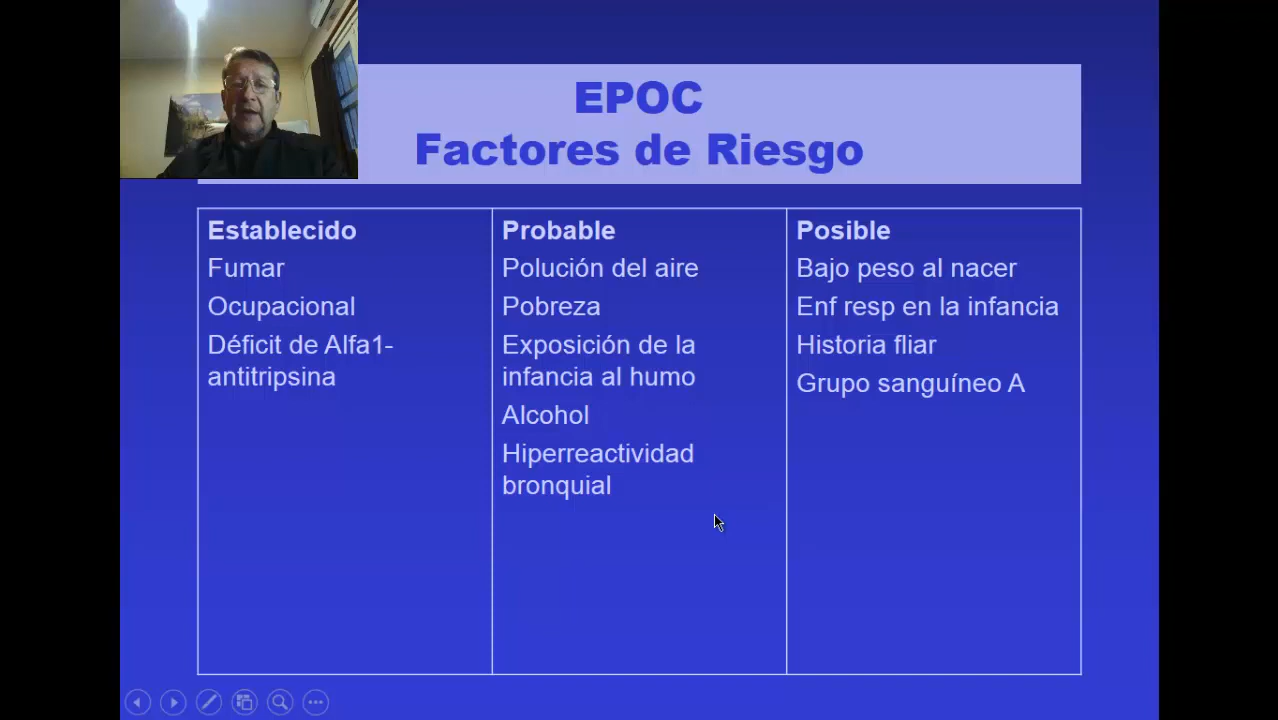 EPOC
Factores de Riesgo
Establecido
Fumar
Ocupacional
Déficit de Alfa1-
antitripsina
Probable
Polución del aire
Pobreza
Exposición de la
infancia al humo
Alcohol
Hiperreactividad
bronquial
Posible
Bajo peso al nacer
Enf resp en la infancia
Historia fliar
Grupo sanguíneo A